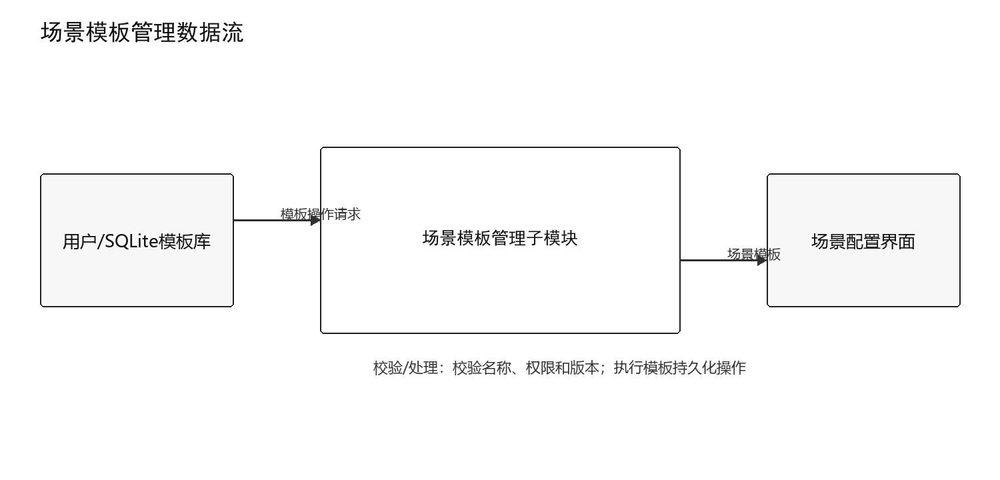 场景模板管理数据流
用户/SQLite模板库
模板操作请求
场景模板管理子模块
场景模板
场景配置界面
校验/处理：校验名称、权限和版本；执行模板持久化操作